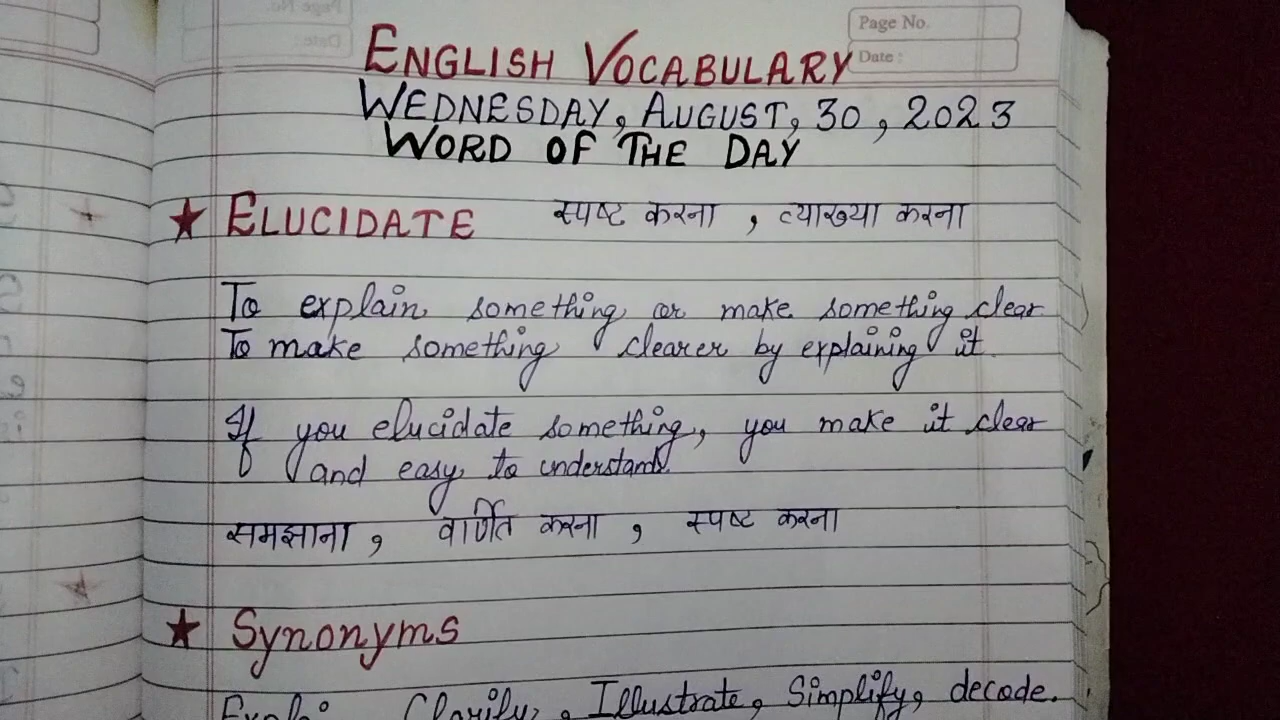 Page No.
Date :
ENGLISH VOCABULARY
WEDNESDAY, AUGUST, 30, 2023
WORD OF THE DAY
★ ELUCIDATE स्पष्ट करना , व्याख्या करना
To explain something or make something clear
To make something clearer by explaining it.
If you elucidate something, you make it clear
and easy to understand.
समझाना , वर्णित करना , स्पष्ट करना
★ Synonyms
Clarify, Illustrate, Simplify, decode.